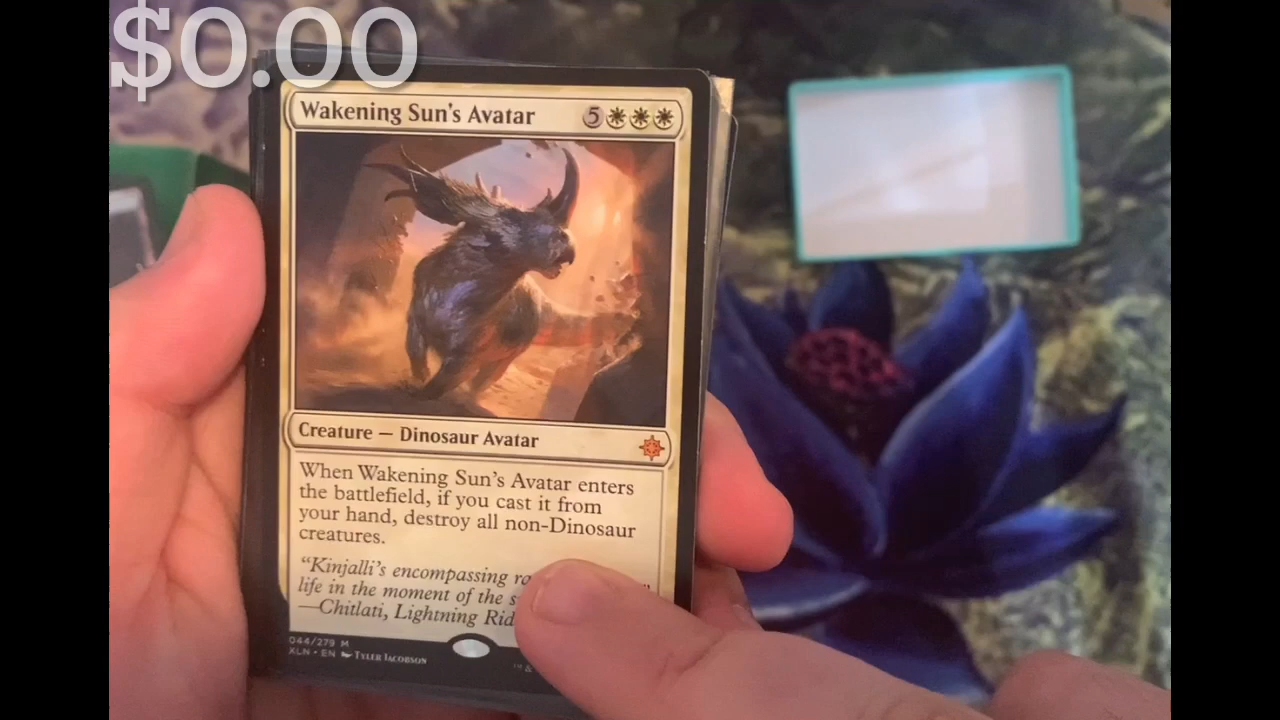 $0.00
Wakening Sun's Avatar 5
Creature — Dinosaur Avatar
When Wakening Sun's Avatar enters
the battlefield, if you cast it from
your hand, destroy all non-Dinosaur
creatures.
"Kinjalli's encompassing
life in the moment of the
—Chitlati, Lightning
044/279 M
XLN • EN Tyler Jacobson
™ &